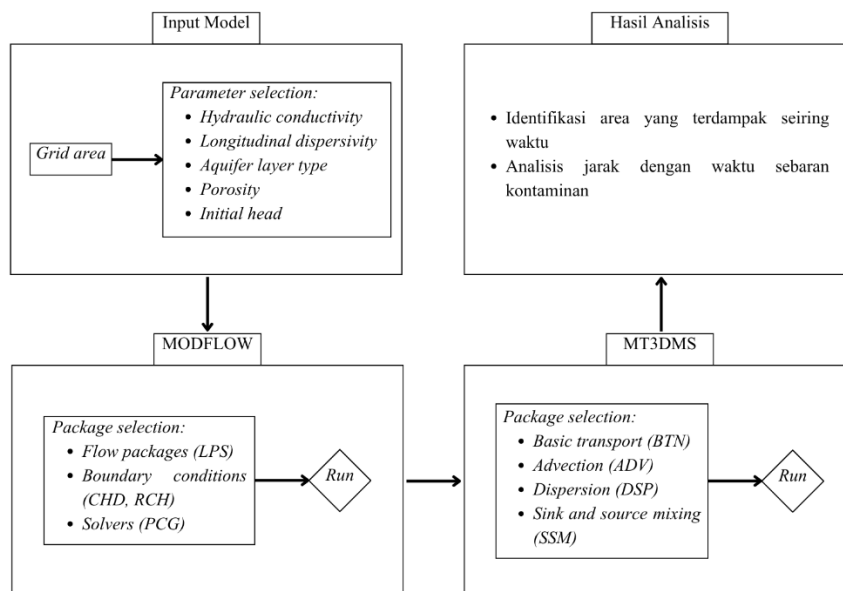 Input Model
Grid area
Parameter selection:
• Hydraulic conductivity
• Longitudinal dispersivity
• Aquifer layer type
• Porosity
• Initial head
MODFLOW
Package selection:
• Flow packages (LPS)
• Boundary conditions
(CHD, RCH)
• Solvers (PCG)
Run
MT3DMS
Package selection:
• Basic transport (BTN)
• Advection (ADV)
• Dispersion (DSP)
• Sink and source mixing
(SSM)
Run
Hasil Analisis
• Identifikasi area yang terdampak seiring
waktu
• Analisis jarak dengan waktu sebaran
kontaminan